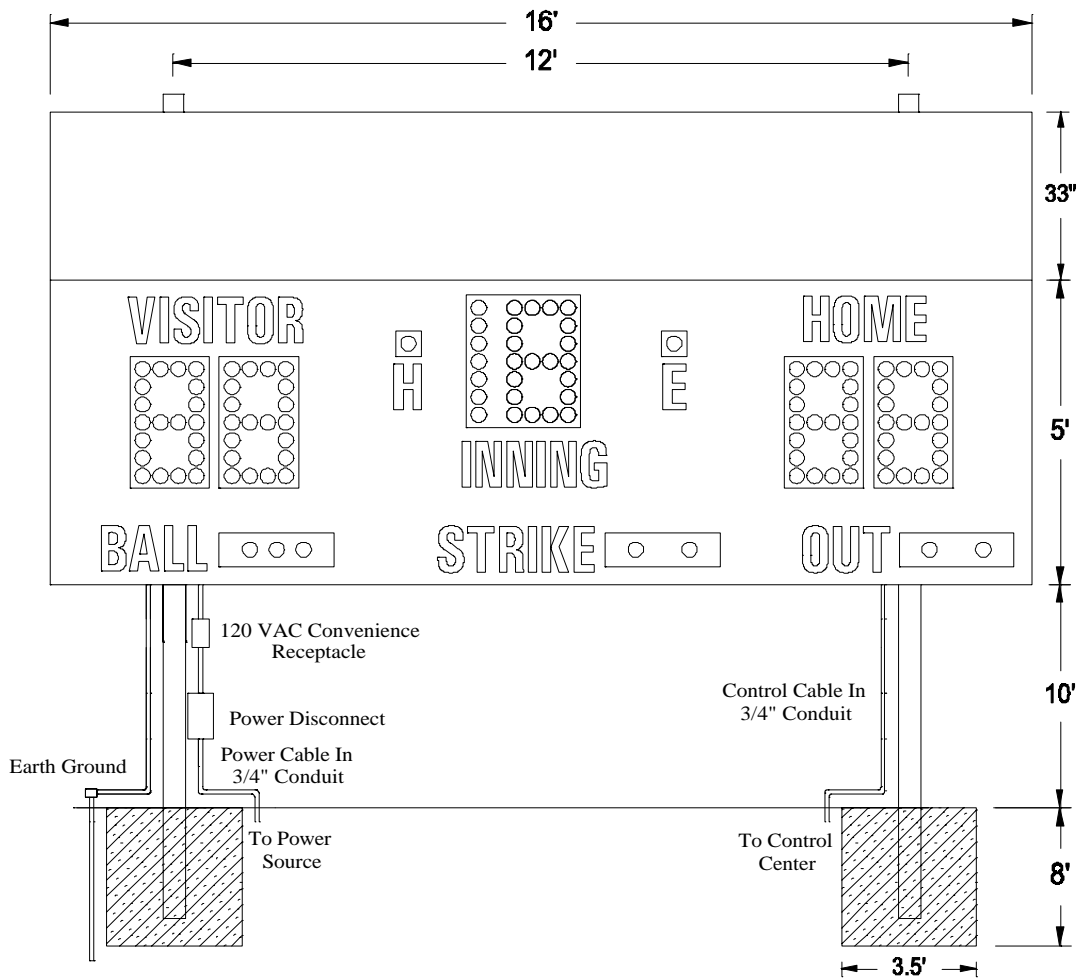 16'
12'
33"
VISITOR
HOME
H
E
5'
INNING
BALL
STRIKE
OUT
120 VAC Convenience
Receptacle
Control Cable In
3/4" Conduit
10'
Power Disconnect
Power Cable In
3/4" Conduit
Earth Ground
To Power
Source
To Control
Center
8'
3.5'